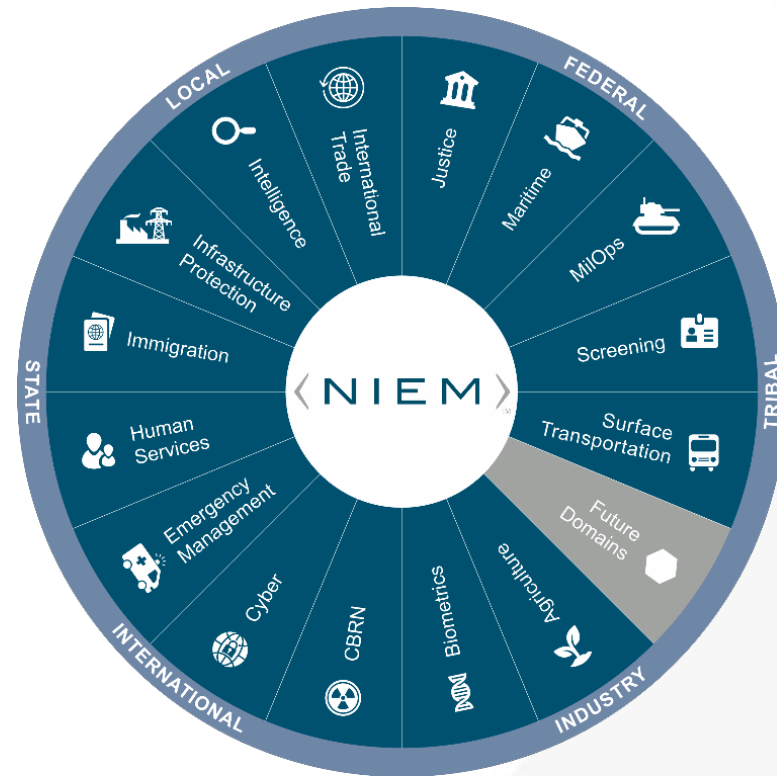 LOCAL
FEDERAL
TRIBAL
INDUSTRY
INTERNATIONAL
STATE
International
Trade
Justice
Maritime
MilOps
Screening
Surface
Transportation
Future
Domains
Agriculture
Biometrics
CBRN
Cyber
Emergency
Management
Human
Services
Immigration
Infrastructure
Protection
Intelligence
〈NIEM〉
SM